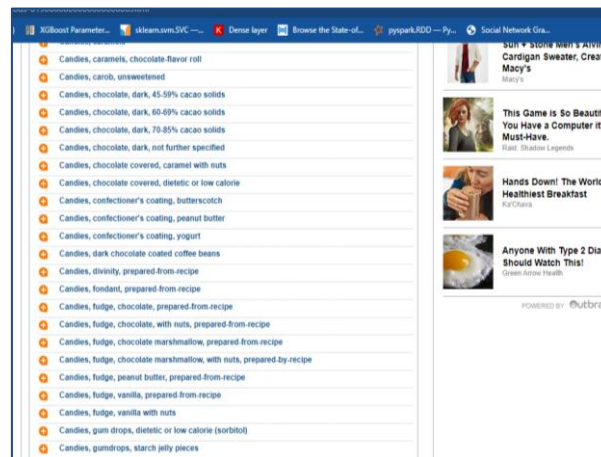 XGBoost Parameter...
sklearn.svm.SVC —...
Dense layer
Browse the State-of...
pyspark.RDD — Py...
Social Network Gra...
Candies, caramels, chocolate-flavor roll
Candies, carob, unsweetened
Candies, chocolate, dark, 45-59% cacao solids
Candies, chocolate, dark, 60-69% cacao solids
Candies, chocolate, dark, 70-85% cacao solids
Candies, chocolate, dark, not further specified
Candies, chocolate covered, caramel with nuts
Candies, chocolate covered, dietetic or low calorie
Candies, confectioner's coating, butterscotch
Candies, confectioner's coating, peanut butter
Candies, confectioner's coating, yogurt
Candies, dark chocolate coated coffee beans
Candies, divinity, prepared-from-recipe
Candies, fondant, prepared-from-recipe
Candies, fudge, chocolate, prepared-from-recipe
Candies, fudge, chocolate, with nuts, prepared-from-recipe
Candies, fudge, chocolate marshmallow, prepared-from-recipe
Candies, fudge, chocolate marshmallow, with nuts, prepared-by-recipe
Candies, fudge, peanut butter, prepared-from-recipe
Candies, fudge, vanilla, prepared-from-recipe
Candies, fudge, vanilla with nuts
Candies, gum drops, dietetic or low calorie (sorbitol)
Candies, gumdrops, starch jelly pieces
Sun + Stone Men's Alvin
Cardigan Sweater, Creat
Macy's
Macy's
This Game is So Beautif
You Have a Computer it
Must-Have.
Raid: Shadow Legends
Hands Down! The World
Healthiest Breakfast
Ka'Chava
Anyone With Type 2 Dia
Should Watch This!
Green Arrow Health
POWERED BY Outbra